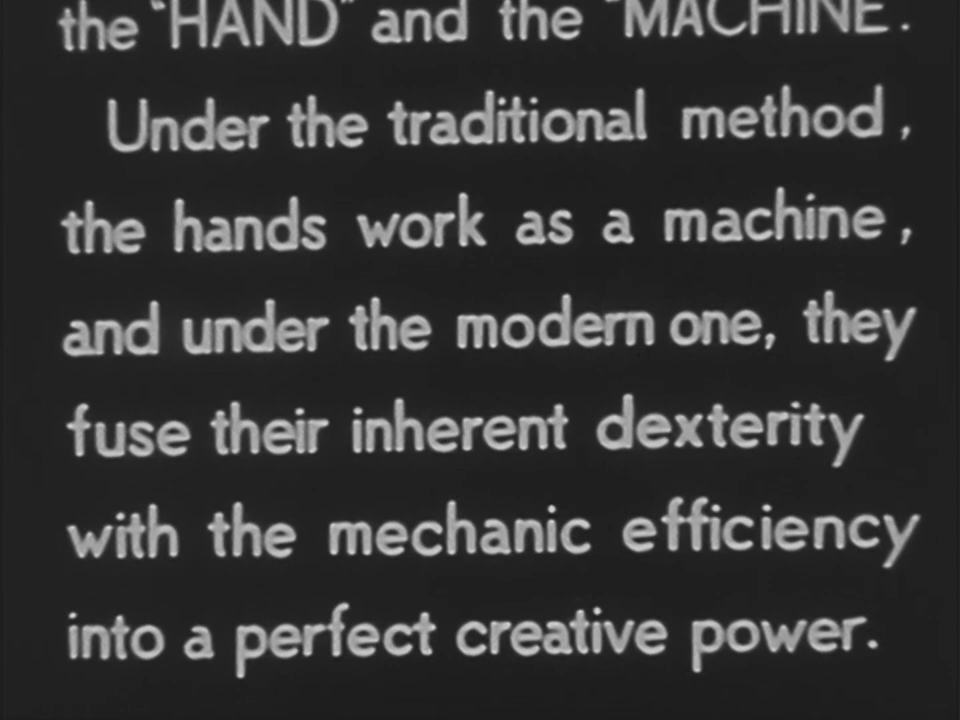 the "HAND" and the "MACHINE.
Under the traditional method,
the hands work as a machine,
and under the modern one, they
fuse their inherent dexterity
with the mechanic efficiency
into a perfect creative power.